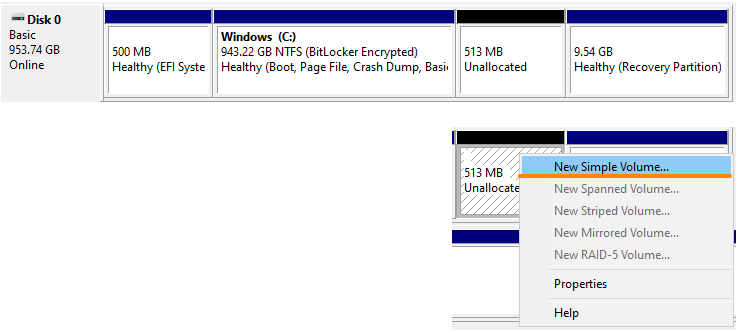 Disk 0
Basic
953.74 GB
Online
500 MB
Healthy (EFI Syste
Windows (C:)
943.22 GB NTFS (BitLocker Encrypted)
Healthy (Boot, Page File, Crash Dump, Basi
513 MB
Unallocated
9.54 GB
Healthy (Recovery Partition)
513 MB
Unallocate
New Simple Volume...
New Spanned Volume...
New Striped Volume...
New Mirrored Volume...
New RAID-5 Volume...
Properties
Help